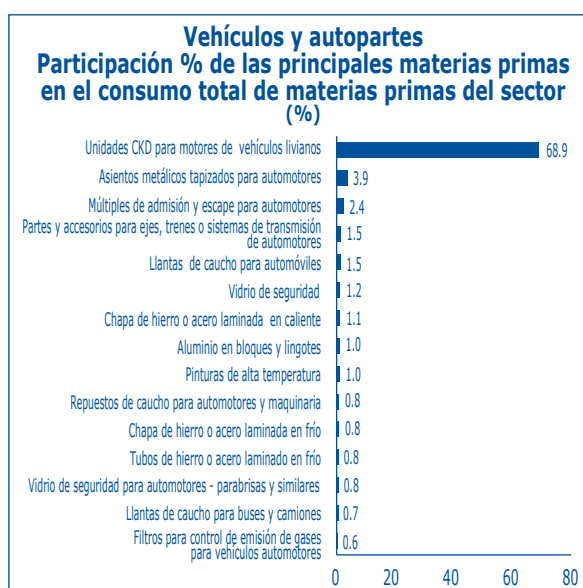 Vehículos y autopartes
Participación % de las principales materias primas
en el consumo total de materias primas del sector
(%)
Unidades CKD para motores de vehículos livianos 68.9
Asientos metálicos tapizados para automotores 3.9
Múltiples de admisión y escape para automotores 2.4
Partes y accesorios para ejes, trenes o sistemas de transmisión
de automotores 1.5
Llantas de caucho para automóviles 1.5
Vidrio de seguridad 1.2
Chapa de hierro o acero laminada en caliente 1.1
Aluminio en bloques y lingotes 1.0
Pinturas de alta temperatura 1.0
Repuestos de caucho para automotores y maquinaria 0.8
Chapa de hierro o acero laminada en frío 0.8
Tubos de hierro o acero laminado en frío 0.8
Vidrio de seguridad para automotores - parabrisas y similares 0.8
Llantas de caucho para buses y camiones 0.7
Filtros para control de emisión de gases
para vehículos automotores 0.6
0 20 40 60 80